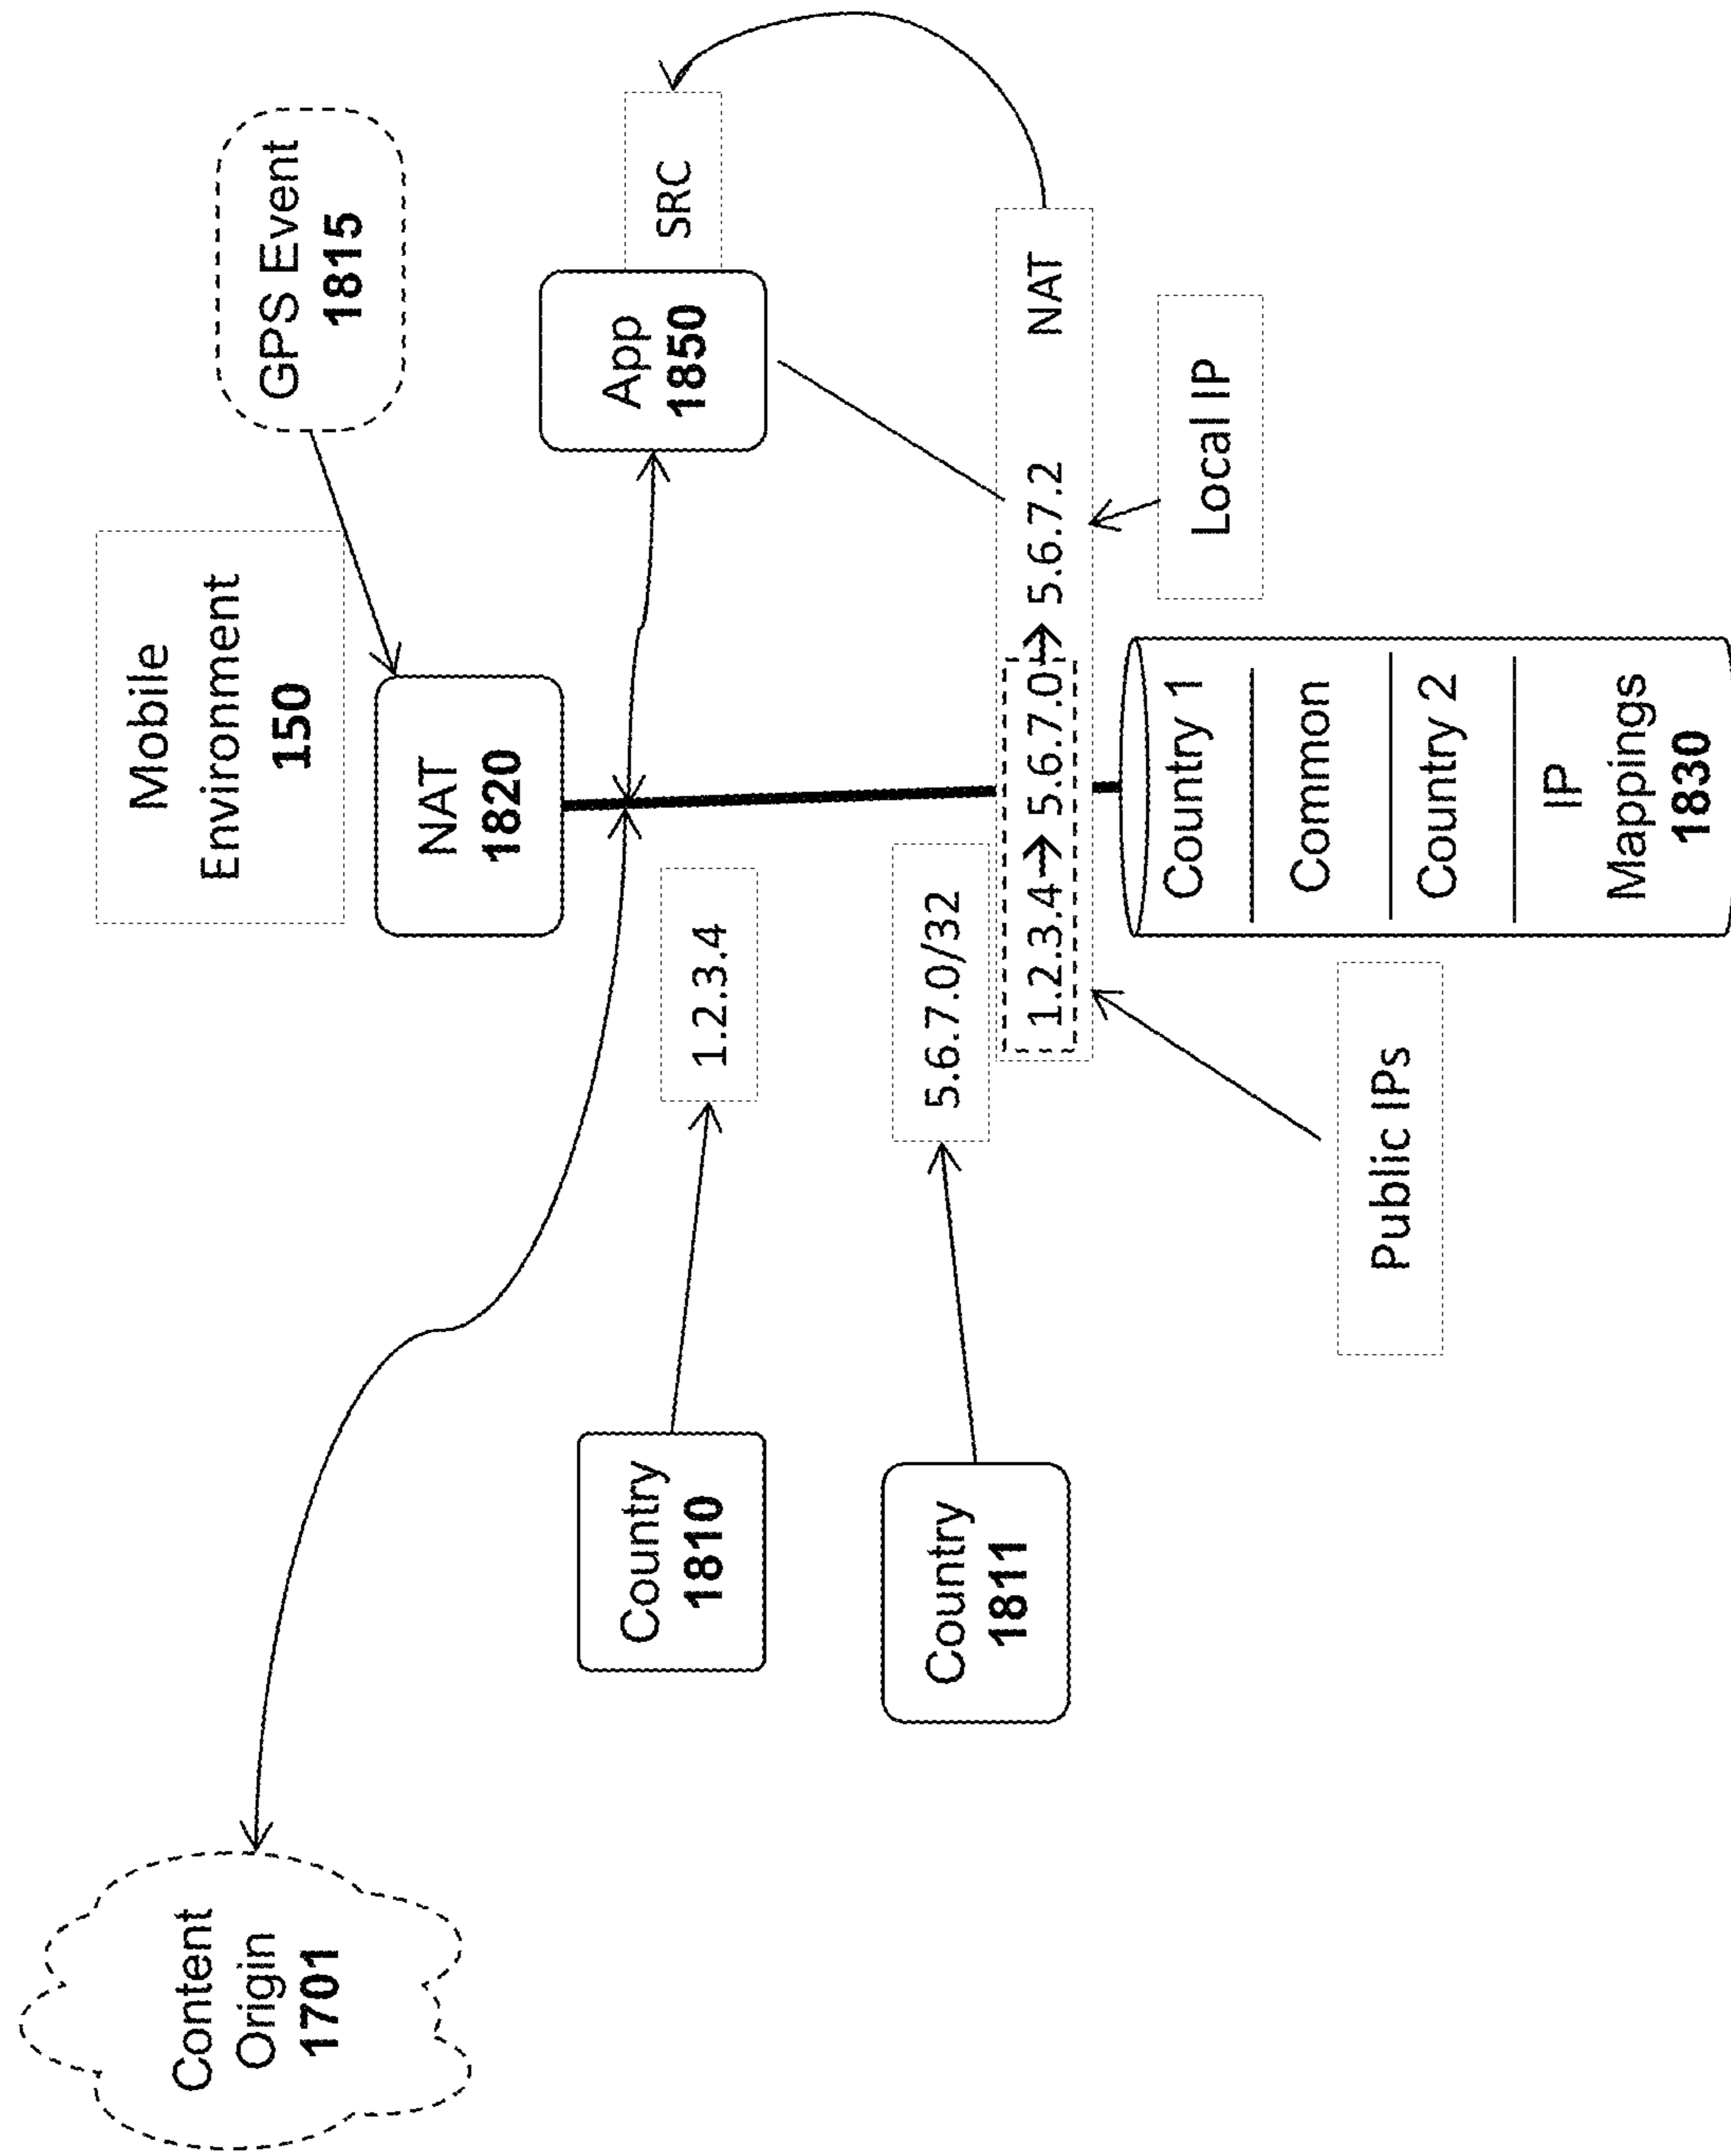 Content
Origin
1701
Mobile
Environment
150
GPS Event
1815
NAT
1820
Country
1810
1.2.3.4
App
1850
SRC
Country
1811
5.6.7.0/32
1.2.3.4→5.6.7.0→5.6.7.2 NAT
Public IPs
Country 1
Common
Country 2
IP
Mappings
1830
Local IP